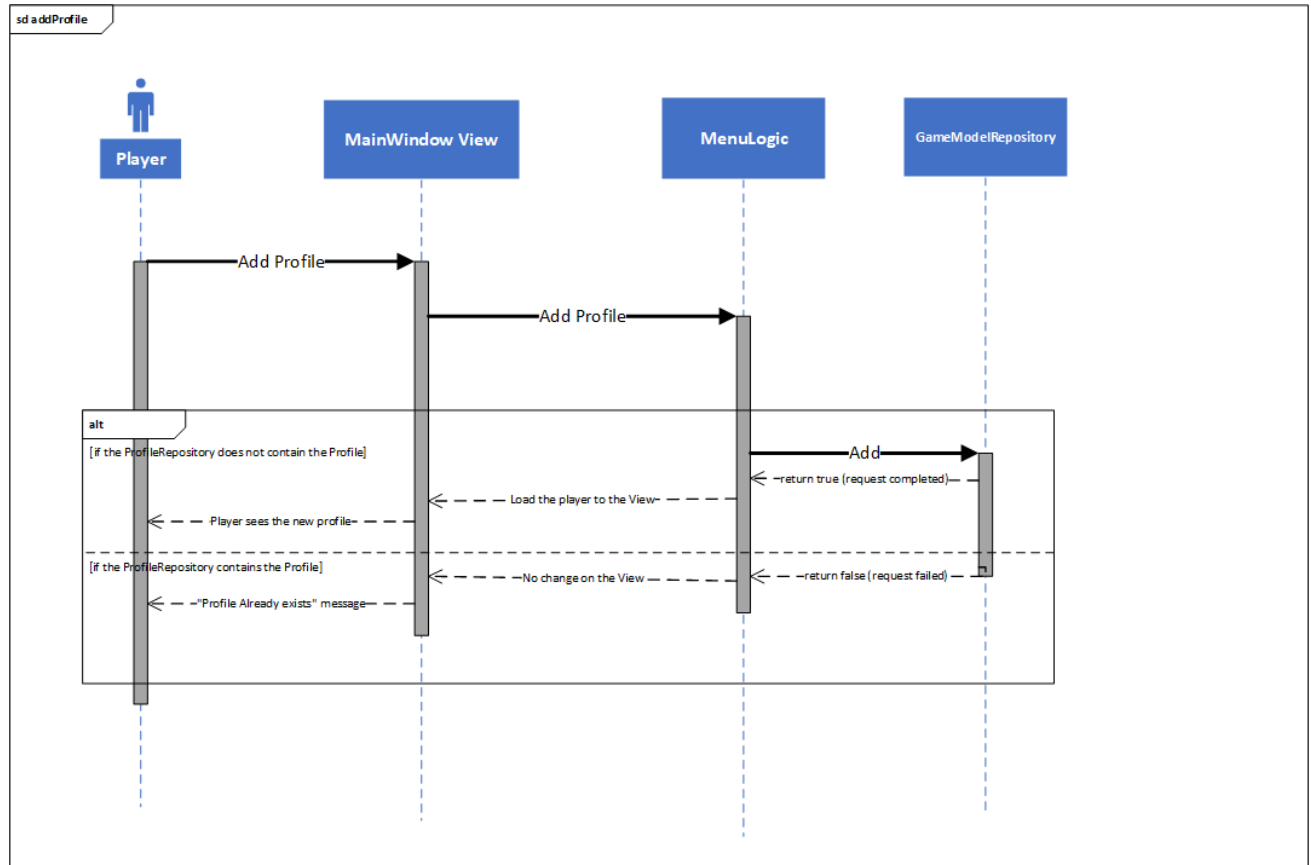 sd addProfile
Player
MainWindow View
MenuLogic
GameModelRepository
Add Profile
Add Profile
alt
[if the ProfileRepository does not contain the Profile]
Add
return true (request completed)
Load the player to the View
Player sees the new profile
[if the ProfileRepository contains the Profile]
return false (request failed)
No change on the View
"Profile Already exists" message